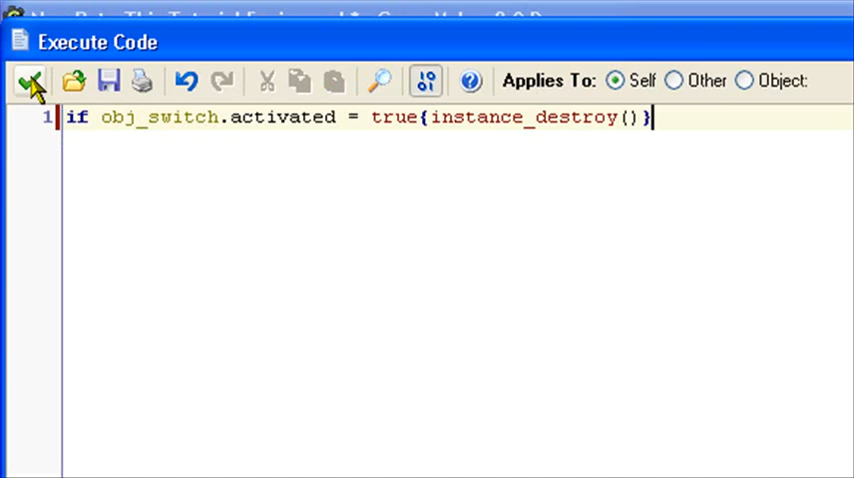 Execute Code
Applies To: Self Other Object:
1 if obj_switch.activated = true{instance_destroy()}